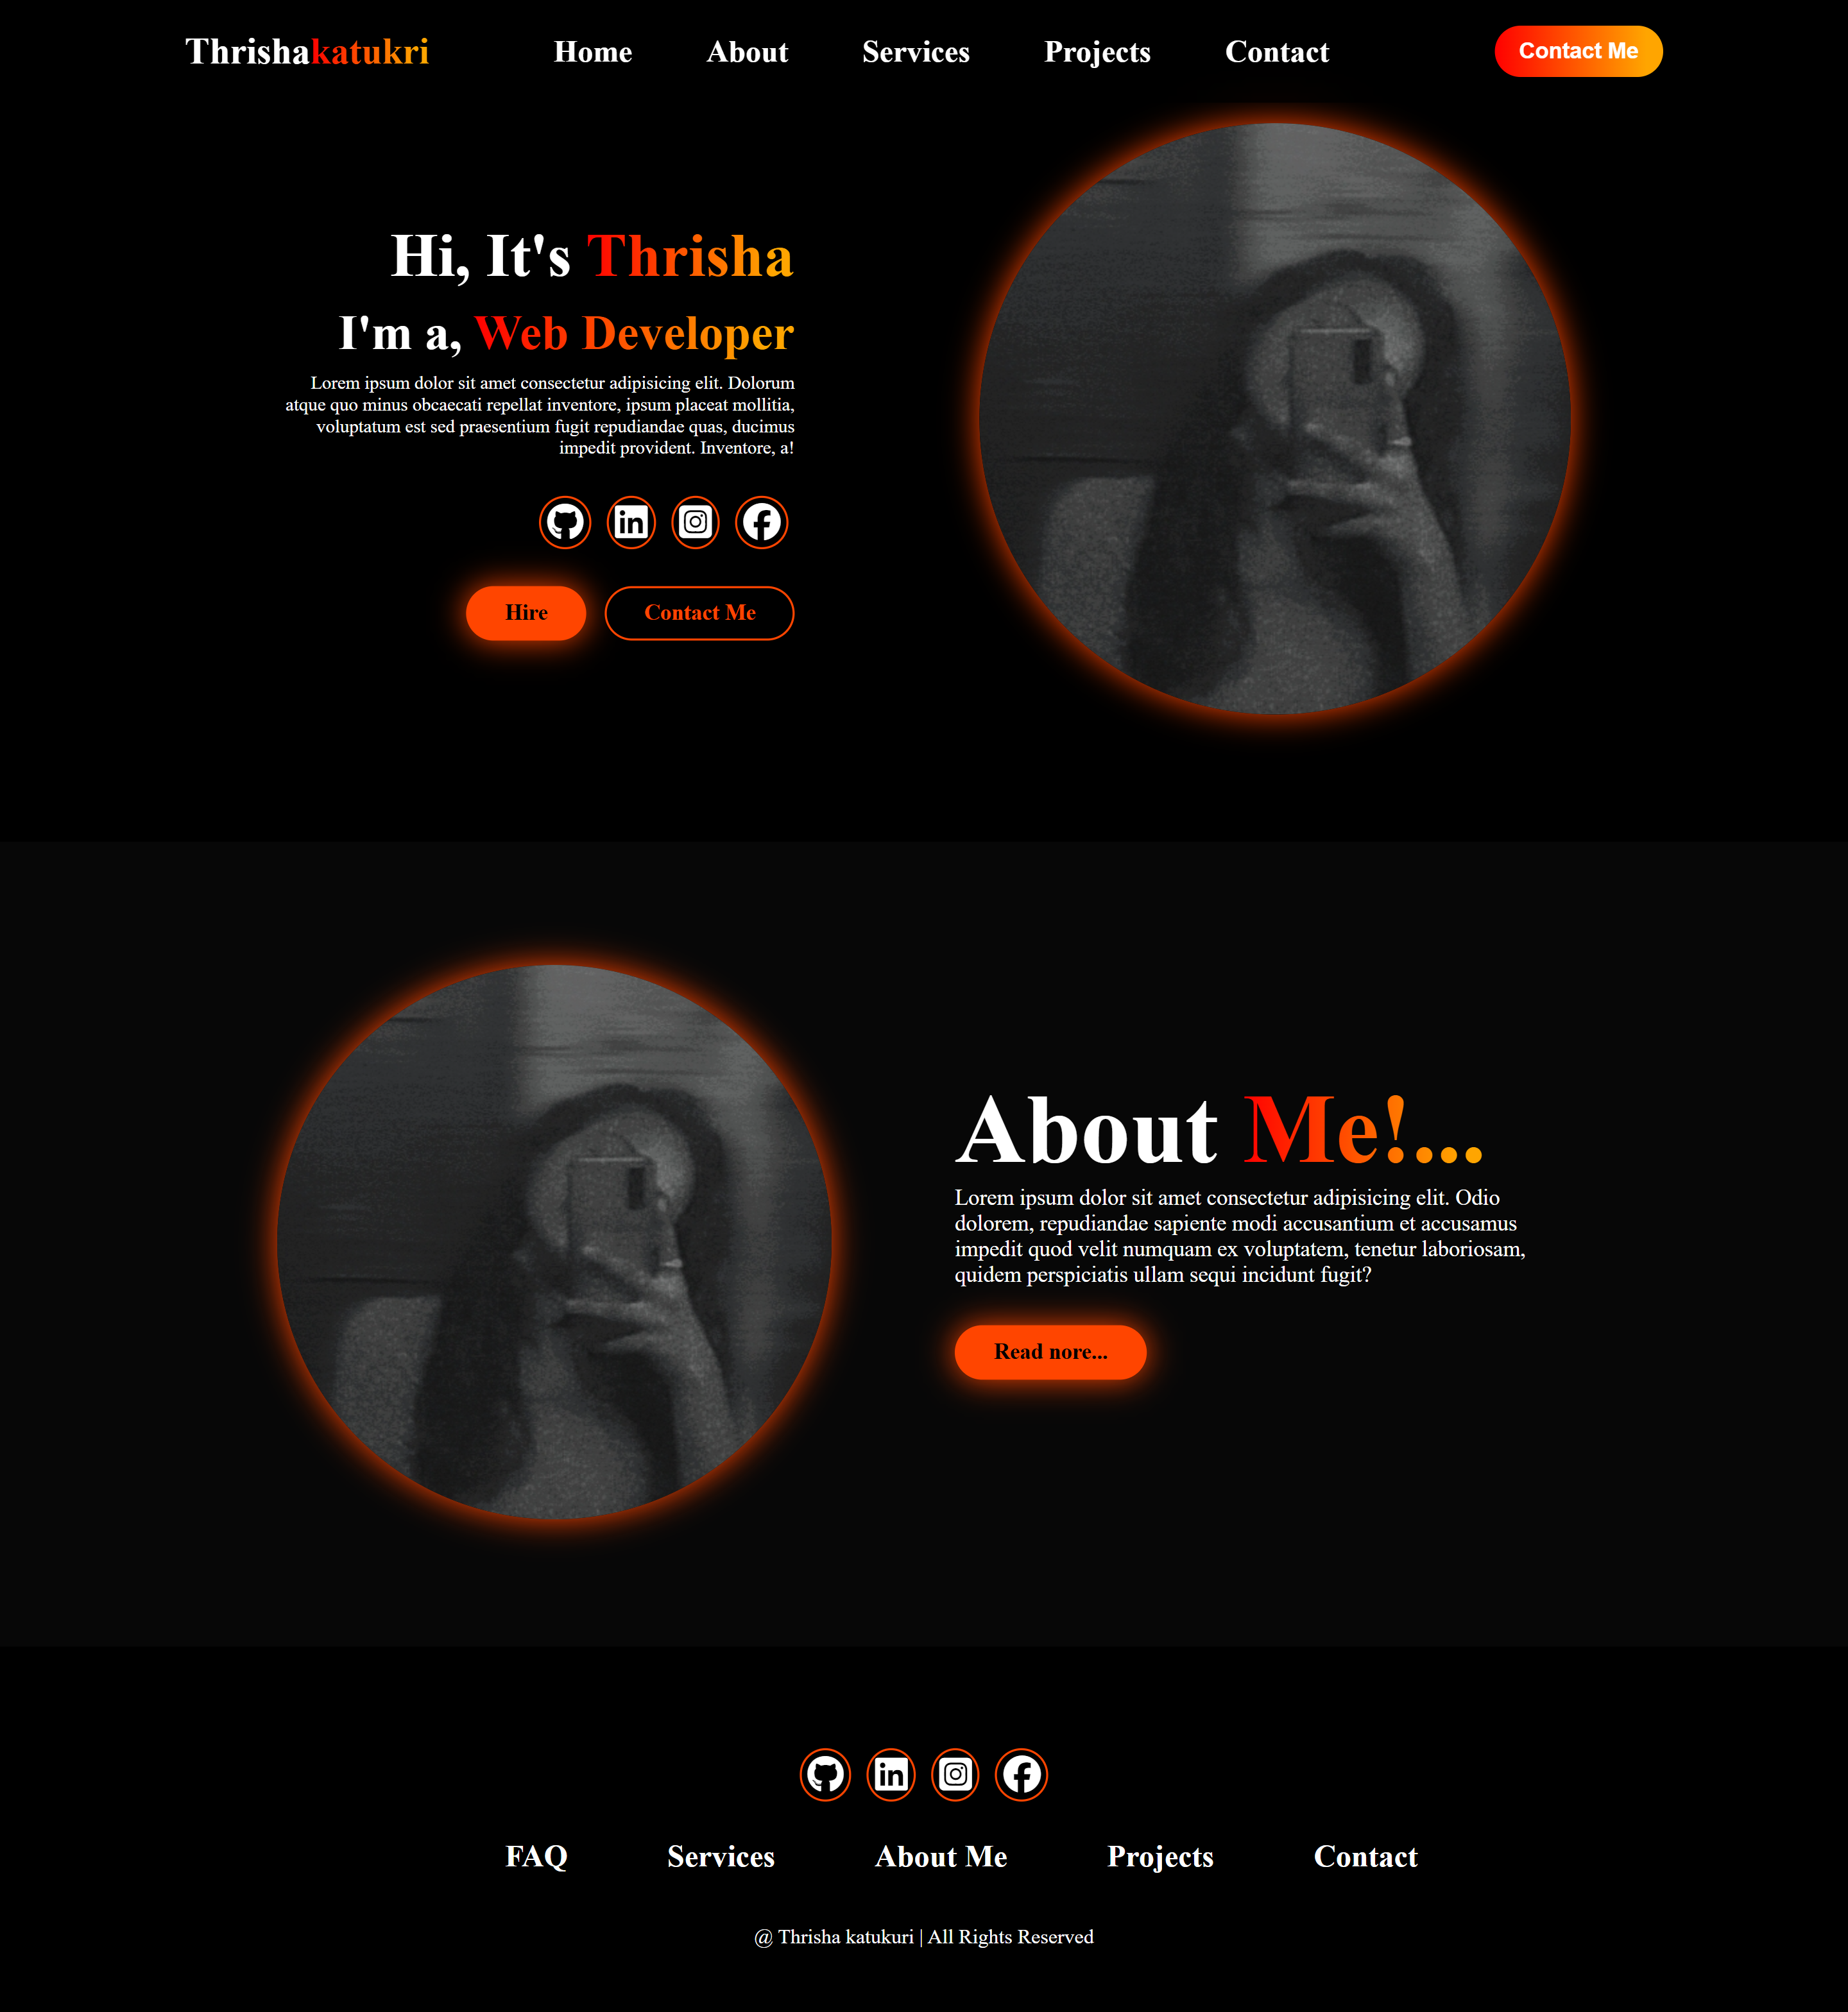 Thrishakatukri
Home About Services Projects Contact
Contact Me
Hi, It's Thrisha
I'm a, Web Developer
Lorem ipsum dolor sit amet consectetur adipisicing elit. Dolorum
atque quo minus obcaecati repellat inventore, ipsum placeat mollitia,
voluptatum est sed praesentium fugit repudiandae quas, ducimus
impedit provident. Inventore, a!
in
Hire
Contact Me
About Me!...
Lorem ipsum dolor sit amet consectetur adipisicing elit. Odio
dolorem, repudiandae sapiente modi accusantium et accusamus
impedit quod velit numquam ex voluptatem, tenetur laboriosam,
quidem perspiciatis ullam sequi incidunt fugit?
Read nore...
in
FAQ Services About Me Projects Contact
@ Thrisha katukuri | All Rights Reserved